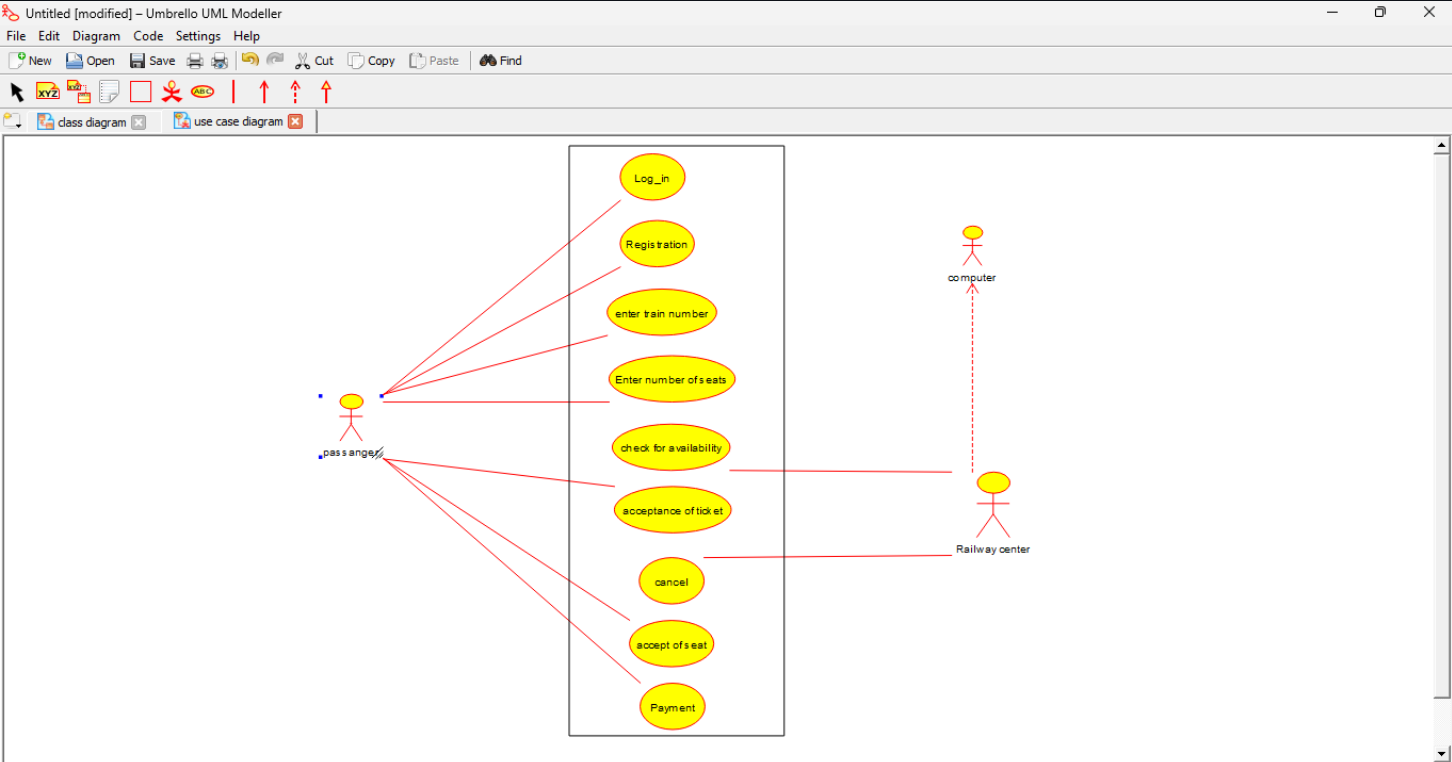 Untitled [modified] – Umbrello UML Modeller
File Edit Diagram Code Settings Help
New Open Save Cut Copy Paste Find
XYZ XYZ ABC
class diagram use case diagram
Log_in
Registration
computer
enter train number
Enter number of seats
check for availability
passanger
acceptance of ticket
Railway center
cancel
accept of seat
Payment